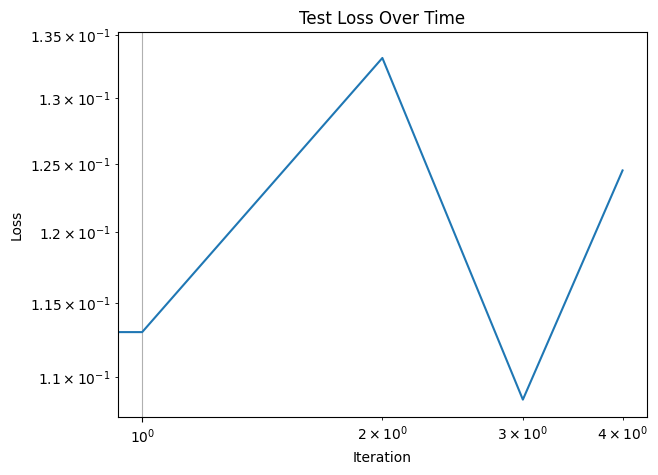 Test Loss Over Time
Loss
1.35 × 10⁻¹
1.3 × 10⁻¹
1.25 × 10⁻¹
1.2 × 10⁻¹
1.15 × 10⁻¹
1.1 × 10⁻¹
10⁰ 2 × 10⁰ 3 × 10⁰ 4 × 10⁰
Iteration